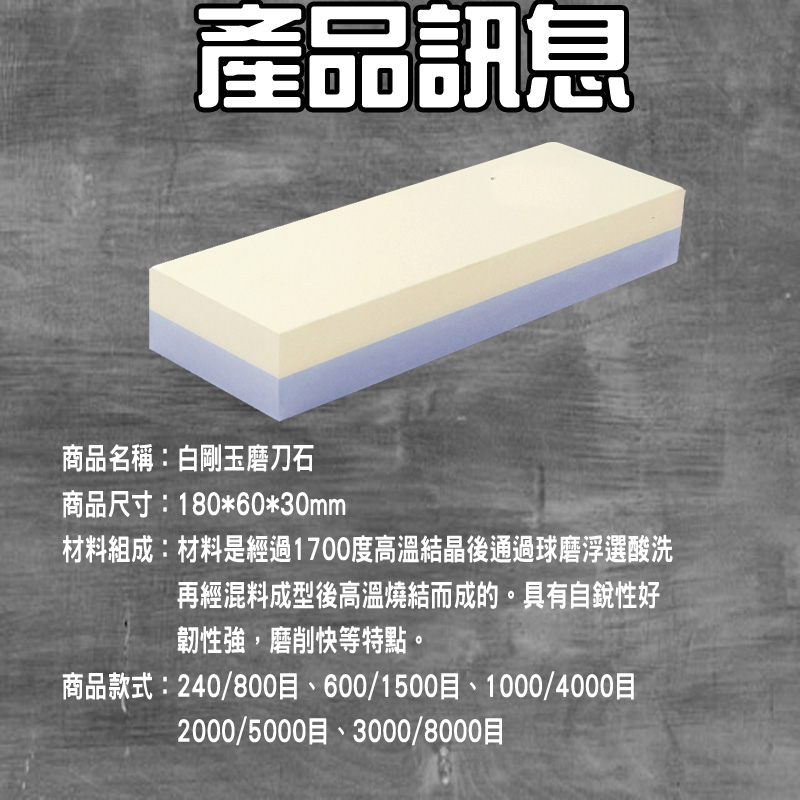 產品訊息
商品名稱：白剛玉磨刀石
商品尺寸：180*60*30mm
材料組成：材料是經過1700度高溫結晶後通過球磨浮選酸洗
再經混料成型後高溫燒結而成的。具有自銳性好
韌性強，磨削快等特點。
商品款式：240/800目、600/1500目、1000/4000目
2000/5000目、3000/8000目